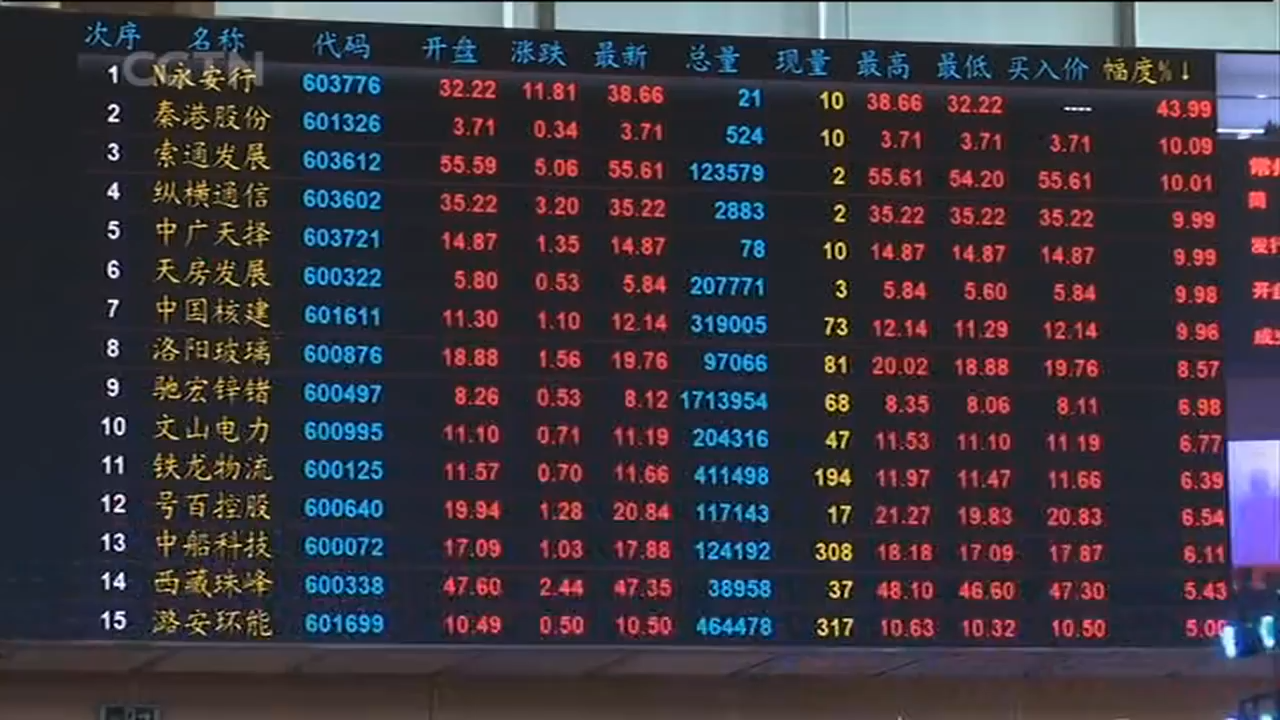 次序 名称 代码 开盘 涨跌 最新 总量 现量 最高 最低 买入价 幅度%↓
CGTN
1 N永安行 603776 32.22 11.81 38.66 21 10 38.66 32.22 ---- 43.99
2 秦港股份 601326 3.71 0.34 3.71 524 10 3.71 3.71 3.71 10.09
3 索通发展 603612 55.59 5.06 55.61 123579 2 55.61 54.20 55.61 10.01
4 纵横通信 603602 35.22 3.20 35.22 2883 2 35.22 35.22 35.22 9.99
5 中广天择 603721 14.87 1.35 14.87 78 10 14.87 14.87 14.87 9.99
6 天房发展 600322 5.80 0.53 5.84 207771 3 5.84 5.60 5.84 9.98
7 中国核建 601611 11.30 1.10 12.14 319005 73 12.14 11.29 12.14 9.96
8 洛阳玻璃 600876 18.88 1.56 19.76 97066 81 20.02 18.88 19.76 8.57
9 驰宏锌锗 600497 8.26 0.53 8.12 1713954 68 8.35 8.06 8.11 6.98
10 文山电力 600995 11.10 0.71 11.19 204316 47 11.53 11.10 11.19 6.77
11 铁龙物流 600125 11.57 0.70 11.66 411498 194 11.97 11.47 11.66 6.39
12 号百控股 600640 19.94 1.28 20.84 117143 17 21.27 19.83 20.83 6.54
13 中船科技 600072 17.09 1.03 17.88 124192 308 18.18 17.09 17.87 6.11
14 西藏珠峰 600338 47.60 2.44 47.35 38958 37 48.10 46.60 47.30 5.43
15 潞安环能 601699 10.49 0.50 10.50 464478 317 10.63 10.32 10.50 5.00